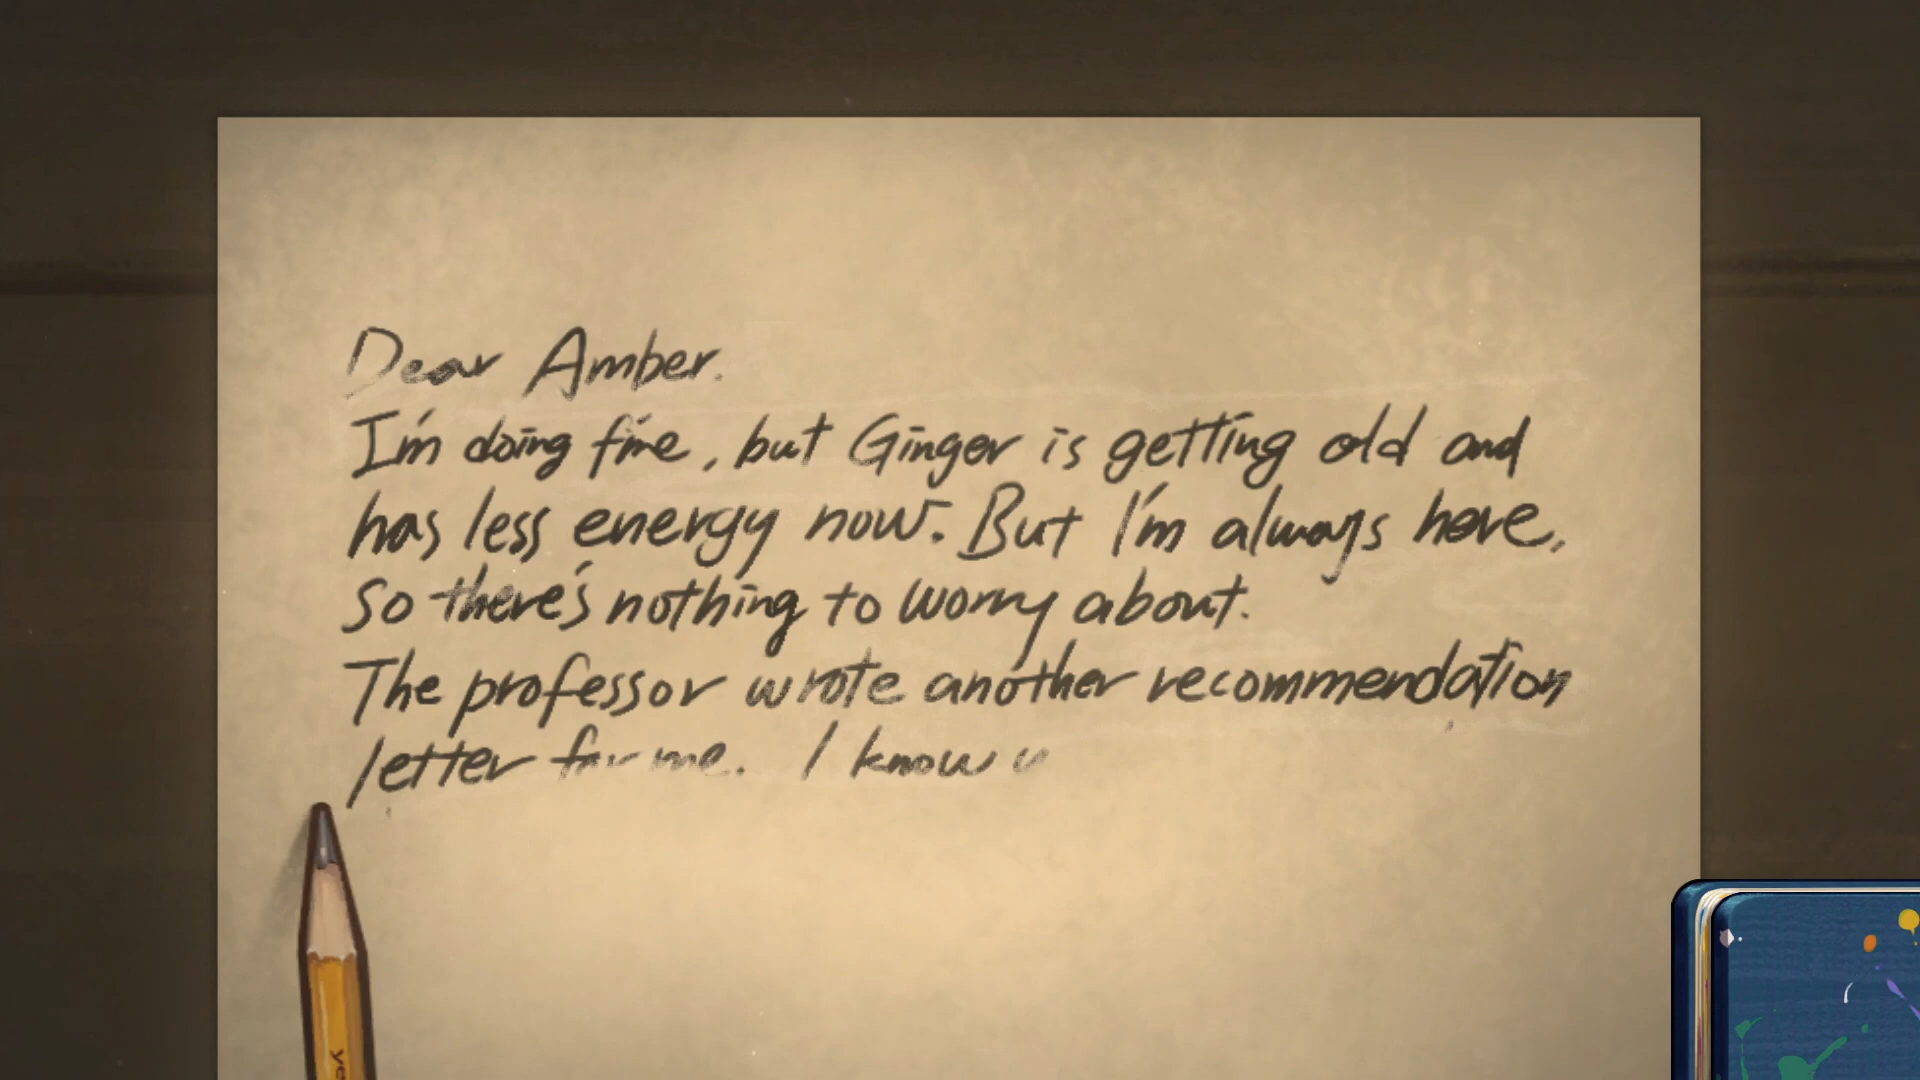 Dear Amber.
I'm doing fine, but Ginger is getting old and
has less energy now. But I'm always here,
so there's nothing to worry about.
The professor wrote another recommendation
letter for me. I know